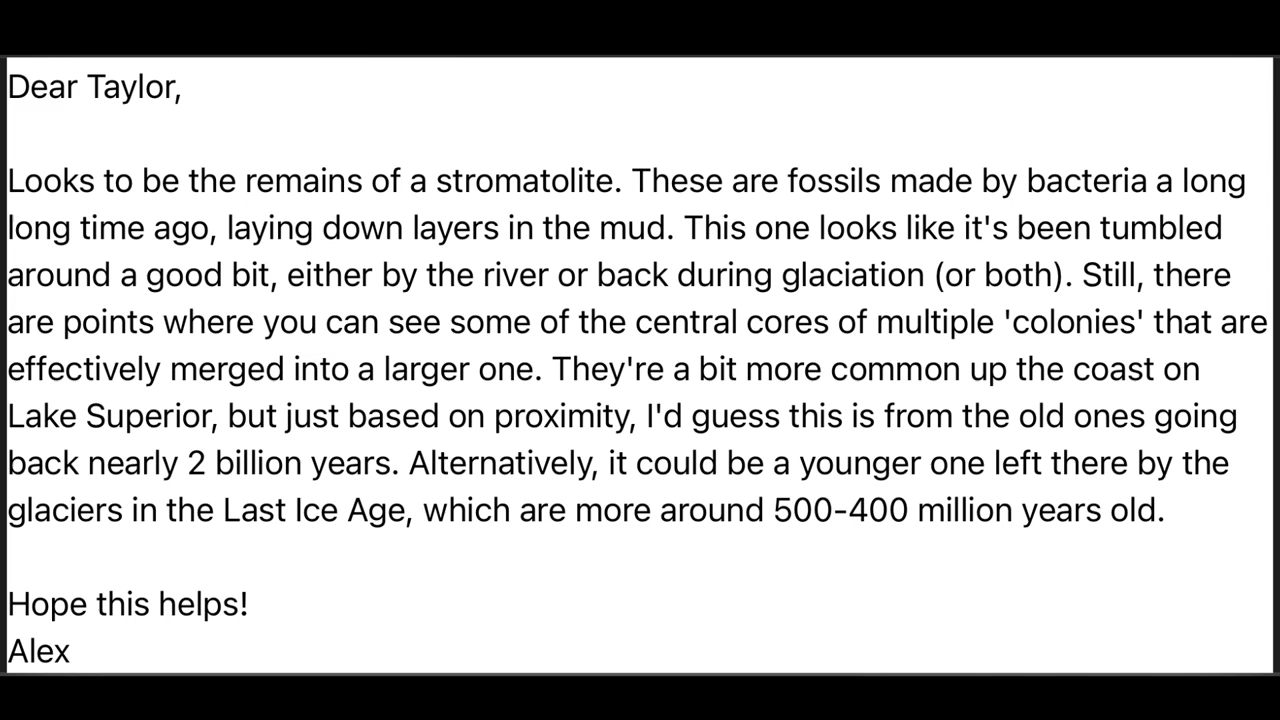 Dear Taylor,
Looks to be the remains of a stromatolite. These are fossils made by bacteria a long
long time ago, laying down layers in the mud. This one looks like it's been tumbled
around a good bit, either by the river or back during glaciation (or both). Still, there
are points where you can see some of the central cores of multiple 'colonies' that are
effectively merged into a larger one. They're a bit more common up the coast on
Lake Superior, but just based on proximity, I'd guess this is from the old ones going
back nearly 2 billion years. Alternatively, it could be a younger one left there by the
glaciers in the Last Ice Age, which are more around 500-400 million years old.
Hope this helps!
Alex